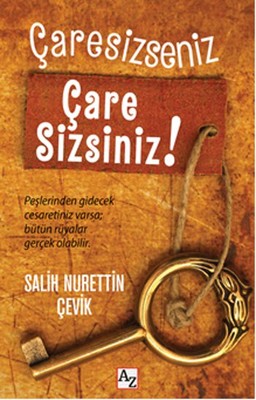 Çaresizseniz
Çare
Sizsiniz!
Peşlerinden gidecek
cesaretiniz varsa;
bütün rüyalar
gerçek olabilir.
SALİH NURETTİN
ÇEVİK
AZ